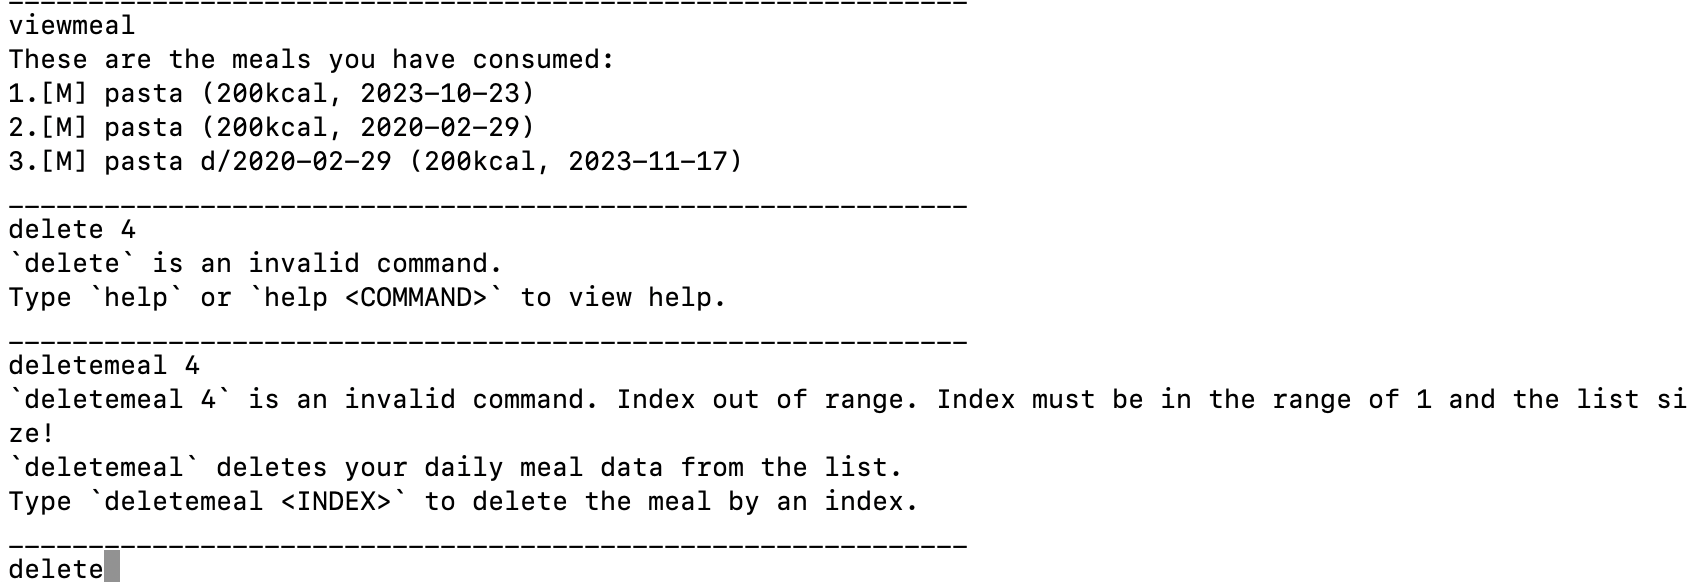 ____________________________________________________________
viewmeal
These are the meals you have consumed:
1.[M] pasta (200kcal, 2023-10-23)
2.[M] pasta (200kcal, 2020-02-29)
3.[M] pasta d/2020-02-29 (200kcal, 2023-11-17)
____________________________________________________________
delete 4
`delete` is an invalid command.
Type `help` or `help <COMMAND>` to view help.
____________________________________________________________
deletemeal 4
`deletemeal 4` is an invalid command. Index out of range. Index must be in the range of 1 and the list si
ze!
`deletemeal` deletes your daily meal data from the list.
Type `deletemeal <INDEX>` to delete the meal by an index.
____________________________________________________________
delete